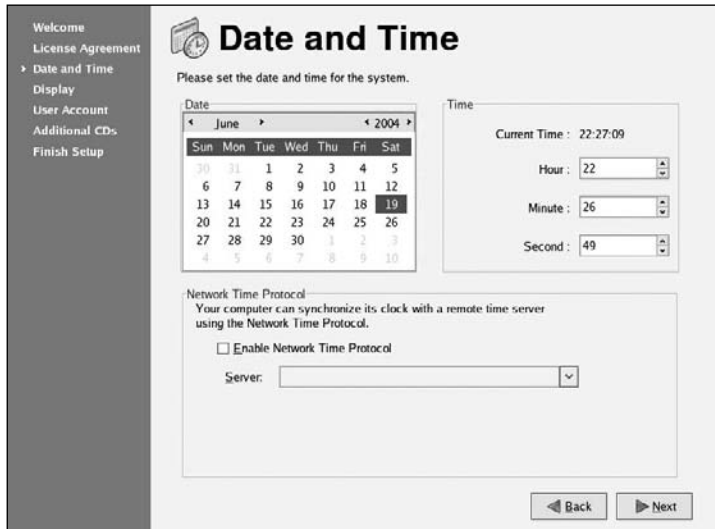 Welcome
License Agreement
Date and Time
Display
User Account
Additional CDs
Finish Setup
Date and Time
Please set the date and time for the system.
Date
June 2004
Sun Mon Tue Wed Thu Fri Sat
30 31 1 2 3 4 5
6 7 8 9 10 11 12
13 14 15 16 17 18 19
20 21 22 23 24 25 26
27 28 29 30 1 2 3
4 5 6 7 8 9 10
Time
Current Time : 22:27:09
Hour : 22
Minute : 26
Second : 49
Network Time Protocol
Your computer can synchronize its clock with a remote time server
using the Network Time Protocol.
Enable Network Time Protocol
Server:
Back
Next